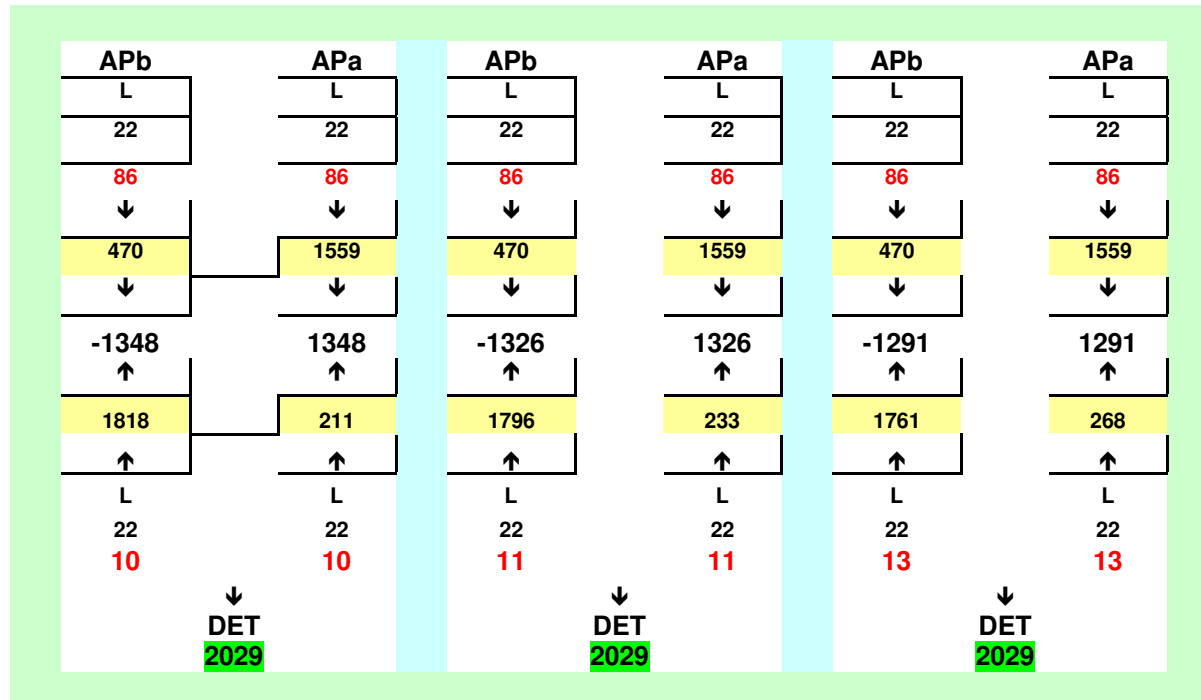 APb APa APb APa APb APa
L L L L L L
22 22 22 22 22 22
86 86 86 86 86 86
↓ ↓ ↓ ↓ ↓ ↓
470 1559 470 1559 470 1559
↓ ↓ ↓ ↓ ↓ ↓
-1348 1348 -1326 1326 -1291 1291
↑ ↑ ↑ ↑ ↑ ↑
1818 211 1796 233 1761 268
↑ ↑ ↑ ↑ ↑ ↑
L L L L L L
22 22 22 22 22 22
10 10 11 11 13 13
↓ ↓ ↓
DET DET DET
2029 2029 2029